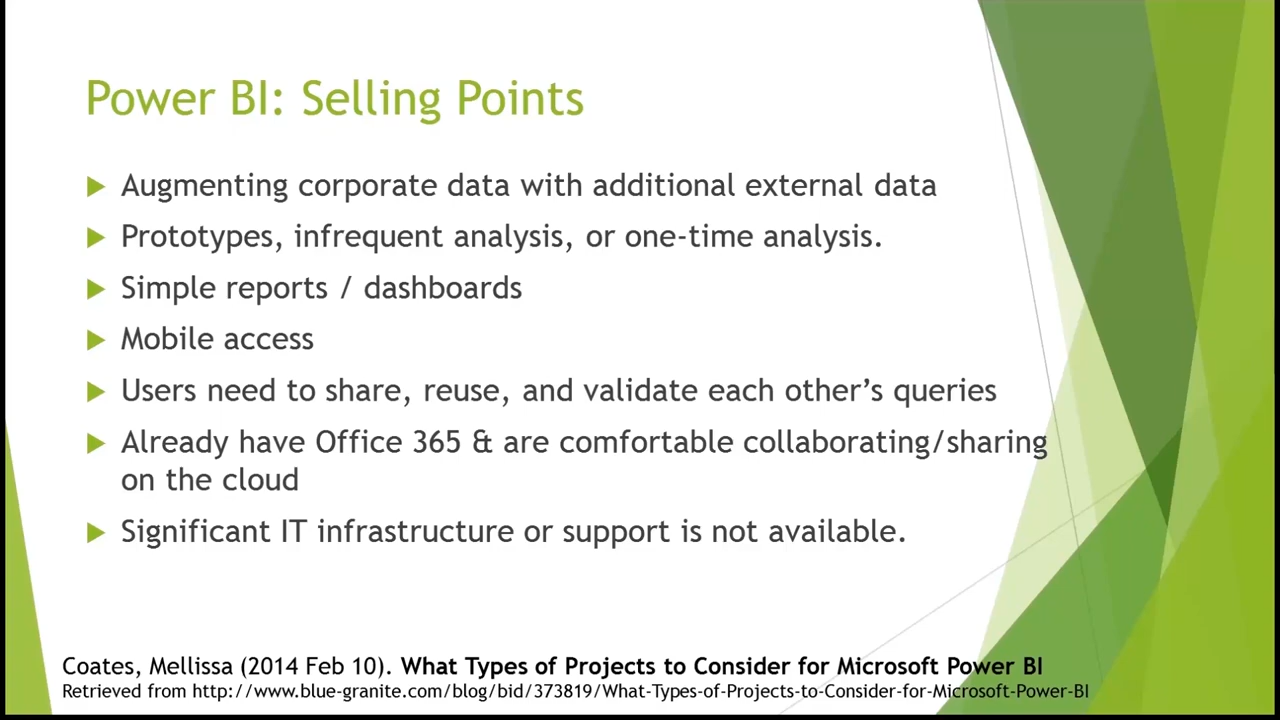 Power BI: Selling Points
Augmenting corporate data with additional external data
Prototypes, infrequent analysis, or one-time analysis.
Simple reports / dashboards
Mobile access
Users need to share, reuse, and validate each other’s queries
Already have Office 365 & are comfortable collaborating/sharing
on the cloud
Significant IT infrastructure or support is not available.
Coates, Mellissa (2014 Feb 10). What Types of Projects to Consider for Microsoft Power BI
Retrieved from http://www.blue-granite.com/blog/bid/373819/What-Types-of-Projects-to-Consider-for-Microsoft-Power-BI